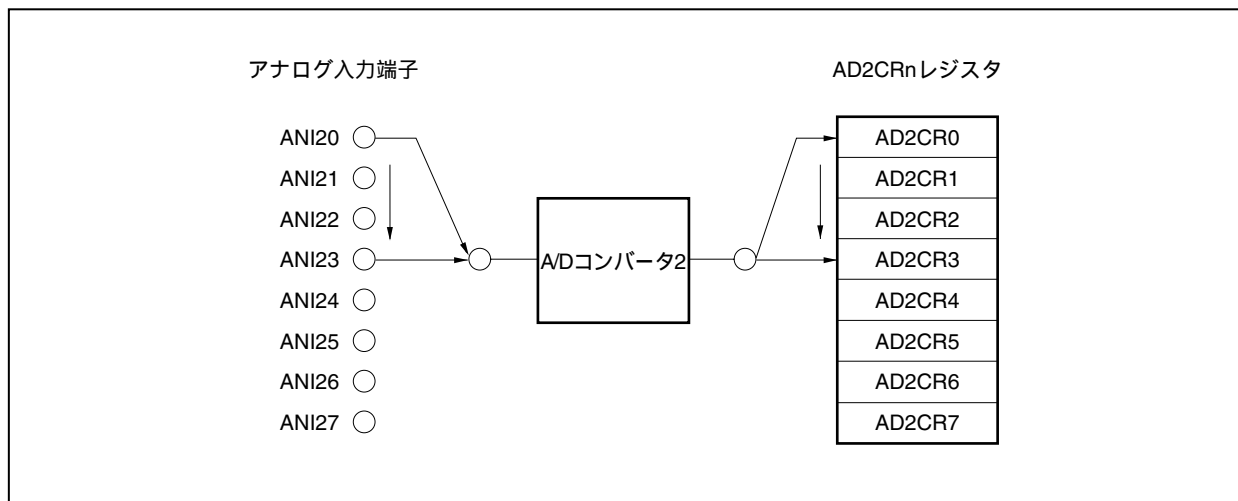 アナログ入力端子
AD2CRnレジスタ
ANI20
ANI21
ANI22
ANI23
ANI24
ANI25
ANI26
ANI27
A/Dコンバータ2
AD2CR0
AD2CR1
AD2CR2
AD2CR3
AD2CR4
AD2CR5
AD2CR6
AD2CR7